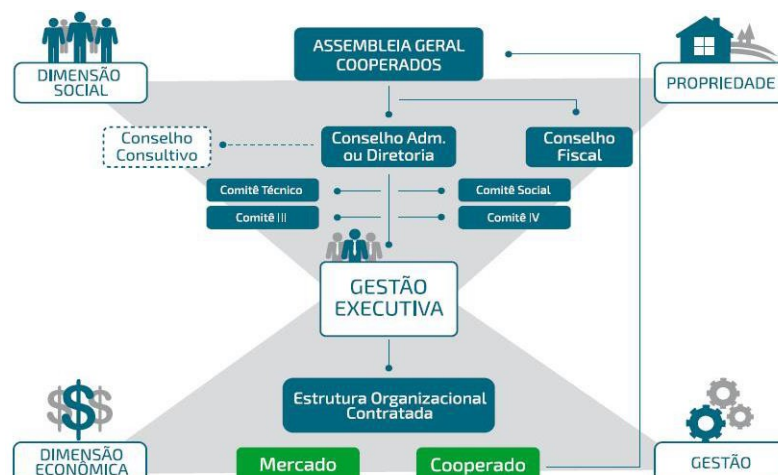 ASSEMBLEIA GERAL
COOPERADOS
DIMENSÃO
SOCIAL
PROPRIEDADE
Conselho
Consultivo
Conselho Adm.
ou Diretoria
Conselho
Fiscal
Comitê Técnico
Comitê Social
Comitê III
Comitê IV
GESTÃO
EXECUTIVA
Estrutura Organizacional
Contratada
DIMENSÃO
ECONÔMICA
Mercado
Cooperado
GESTÃO